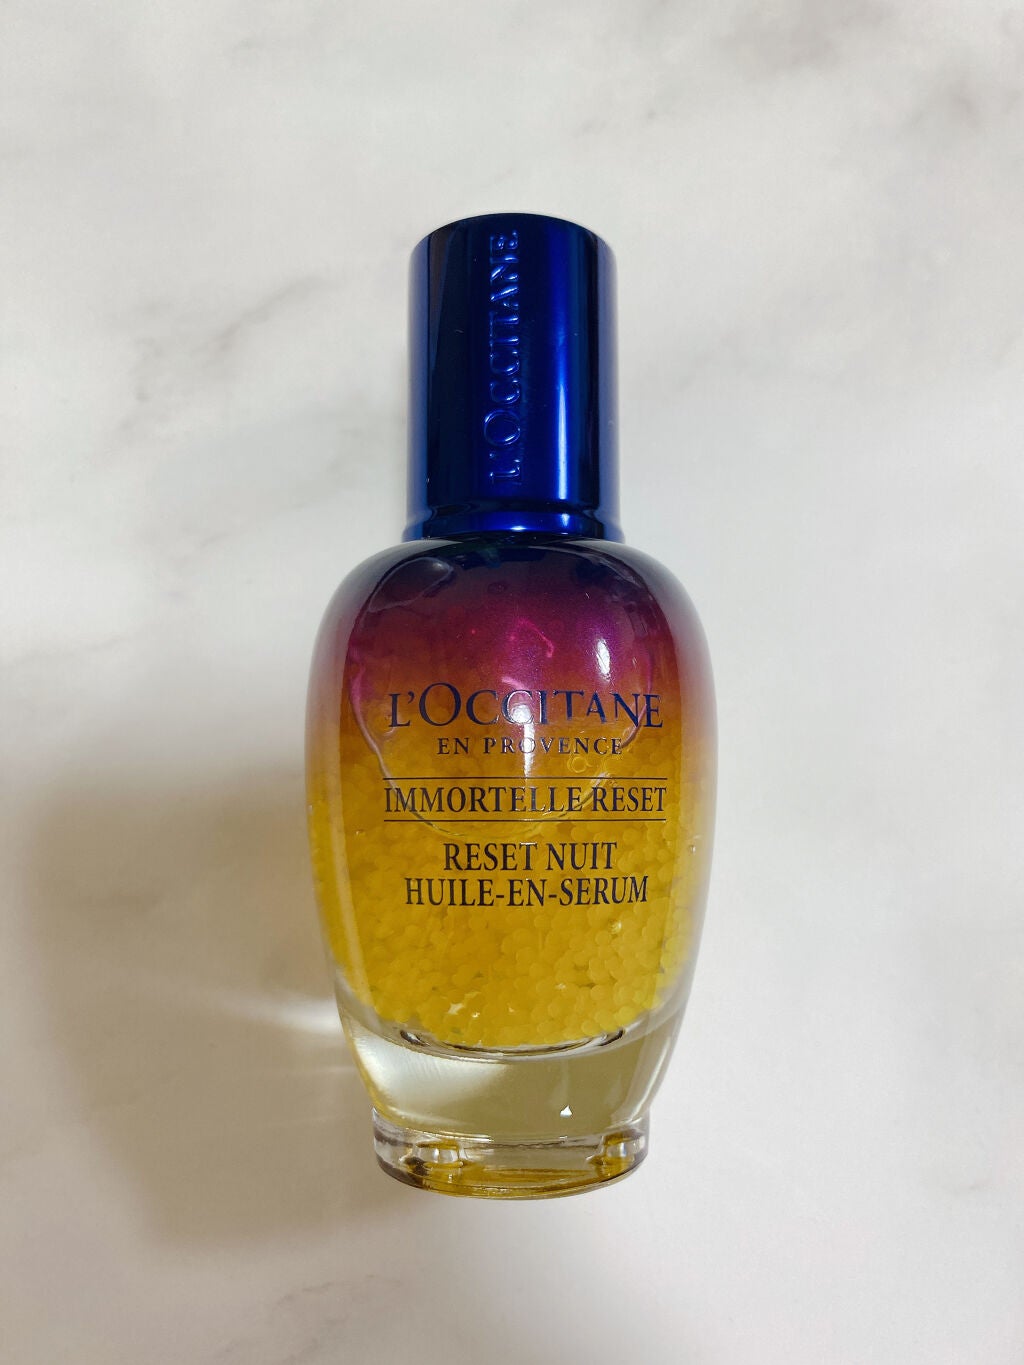 L'OCCITANE
L'OCCITANE
EN PROVENCE
IMMORTELLE RESET
RESET NUIT
HUILE-EN-SERUM